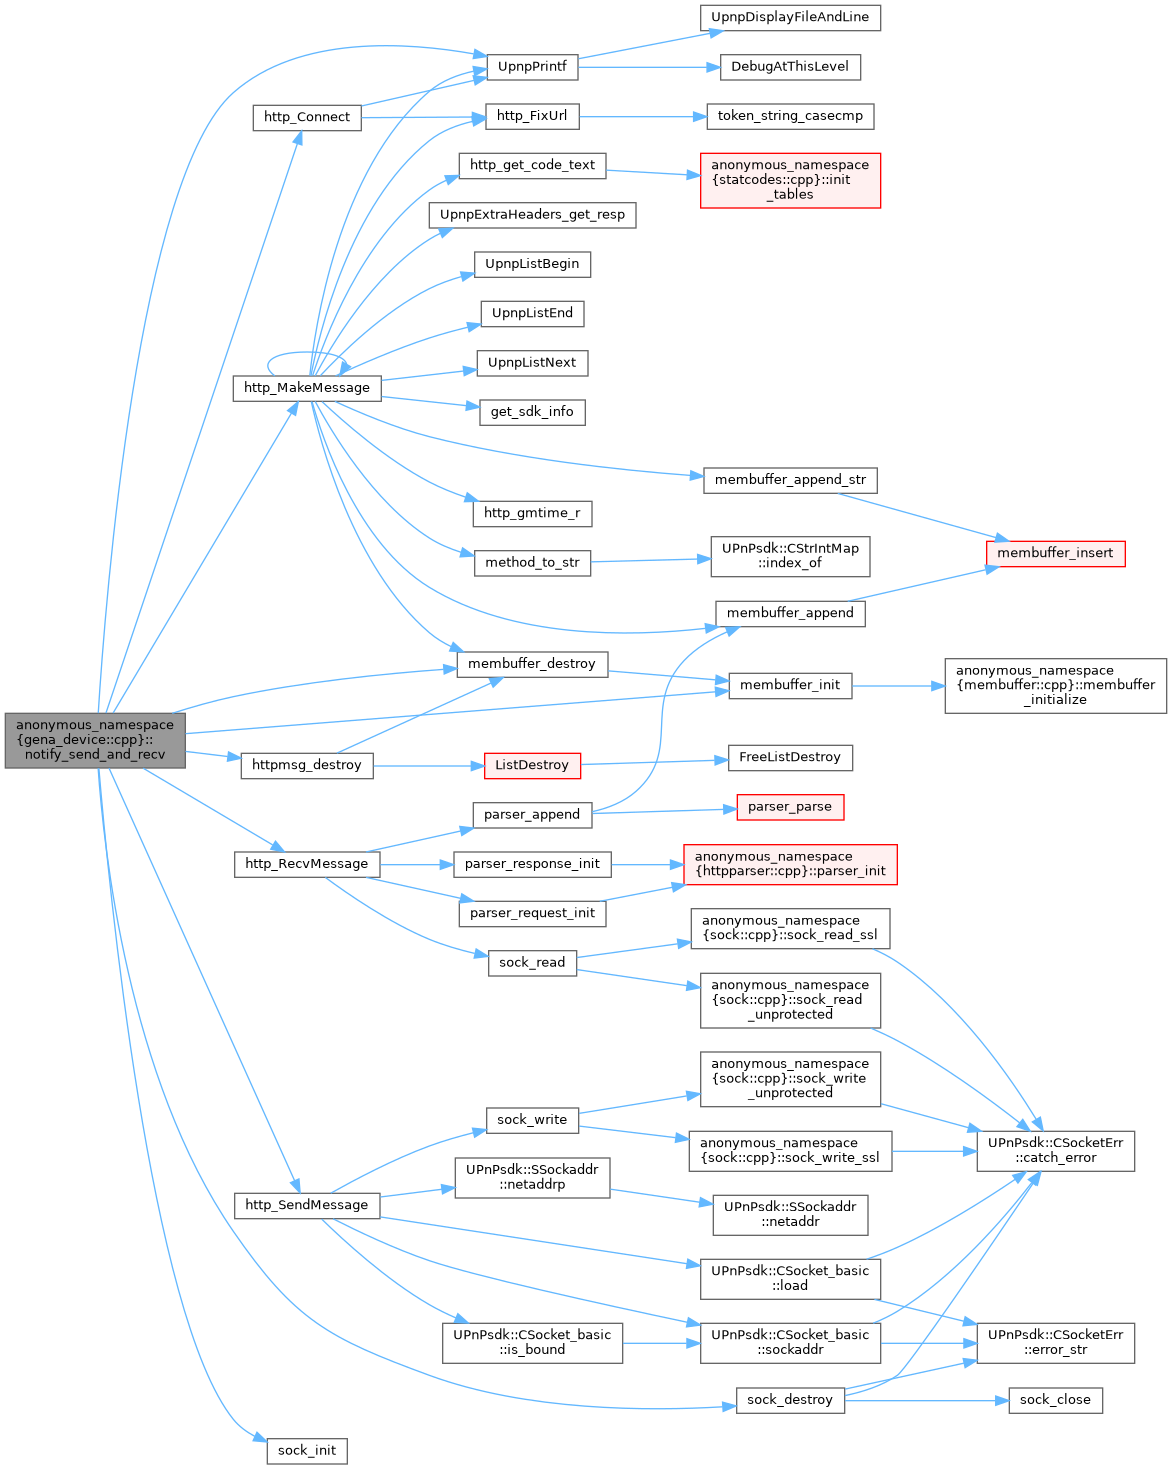 UpnpDisplayFileAndLine
UpnpPrintf
DebugAtThisLevel
http_Connect
http_FixUrl
token_string_casecmp
http_get_code_text
anonymous_namespace
{statcodes::cpp}::init
_tables
UpnpExtraHeaders_get_resp
UpnpListBegin
UpnpListEnd
UpnpListNext
http_MakeMessage
get_sdk_info
membuffer_append_str
http_gmtime_r
method_to_str
UPnPsdk::CStrIntMap
::index_of
membuffer_insert
membuffer_append
membuffer_destroy
membuffer_init
anonymous_namespace
{membuffer::cpp}::membuffer
_initialize
anonymous_namespace
{gena_device::cpp}::
notify_send_and_recv
httpmsg_destroy
ListDestroy
FreeListDestroy
parser_append
parser_parse
http_RecvMessage
parser_response_init
anonymous_namespace
{httpparser::cpp}::parser_init
parser_request_init
sock_read
anonymous_namespace
{sock::cpp}::sock_read_ssl
anonymous_namespace
{sock::cpp}::sock_read
_unprotected
anonymous_namespace
{sock::cpp}::sock_write
_unprotected
sock_write
anonymous_namespace
{sock::cpp}::sock_write_ssl
UPnPsdk::CSocketErr
::catch_error
UPnPsdk::SSockaddr
::netaddrp
http_SendMessage
UPnPsdk::SSockaddr
::netaddr
UPnPsdk::CSocket_basic
::load
UPnPsdk::CSocket_basic
::is_bound
UPnPsdk::CSocket_basic
::sockaddr
UPnPsdk::CSocketErr
::error_str
sock_destroy
sock_close
sock_init